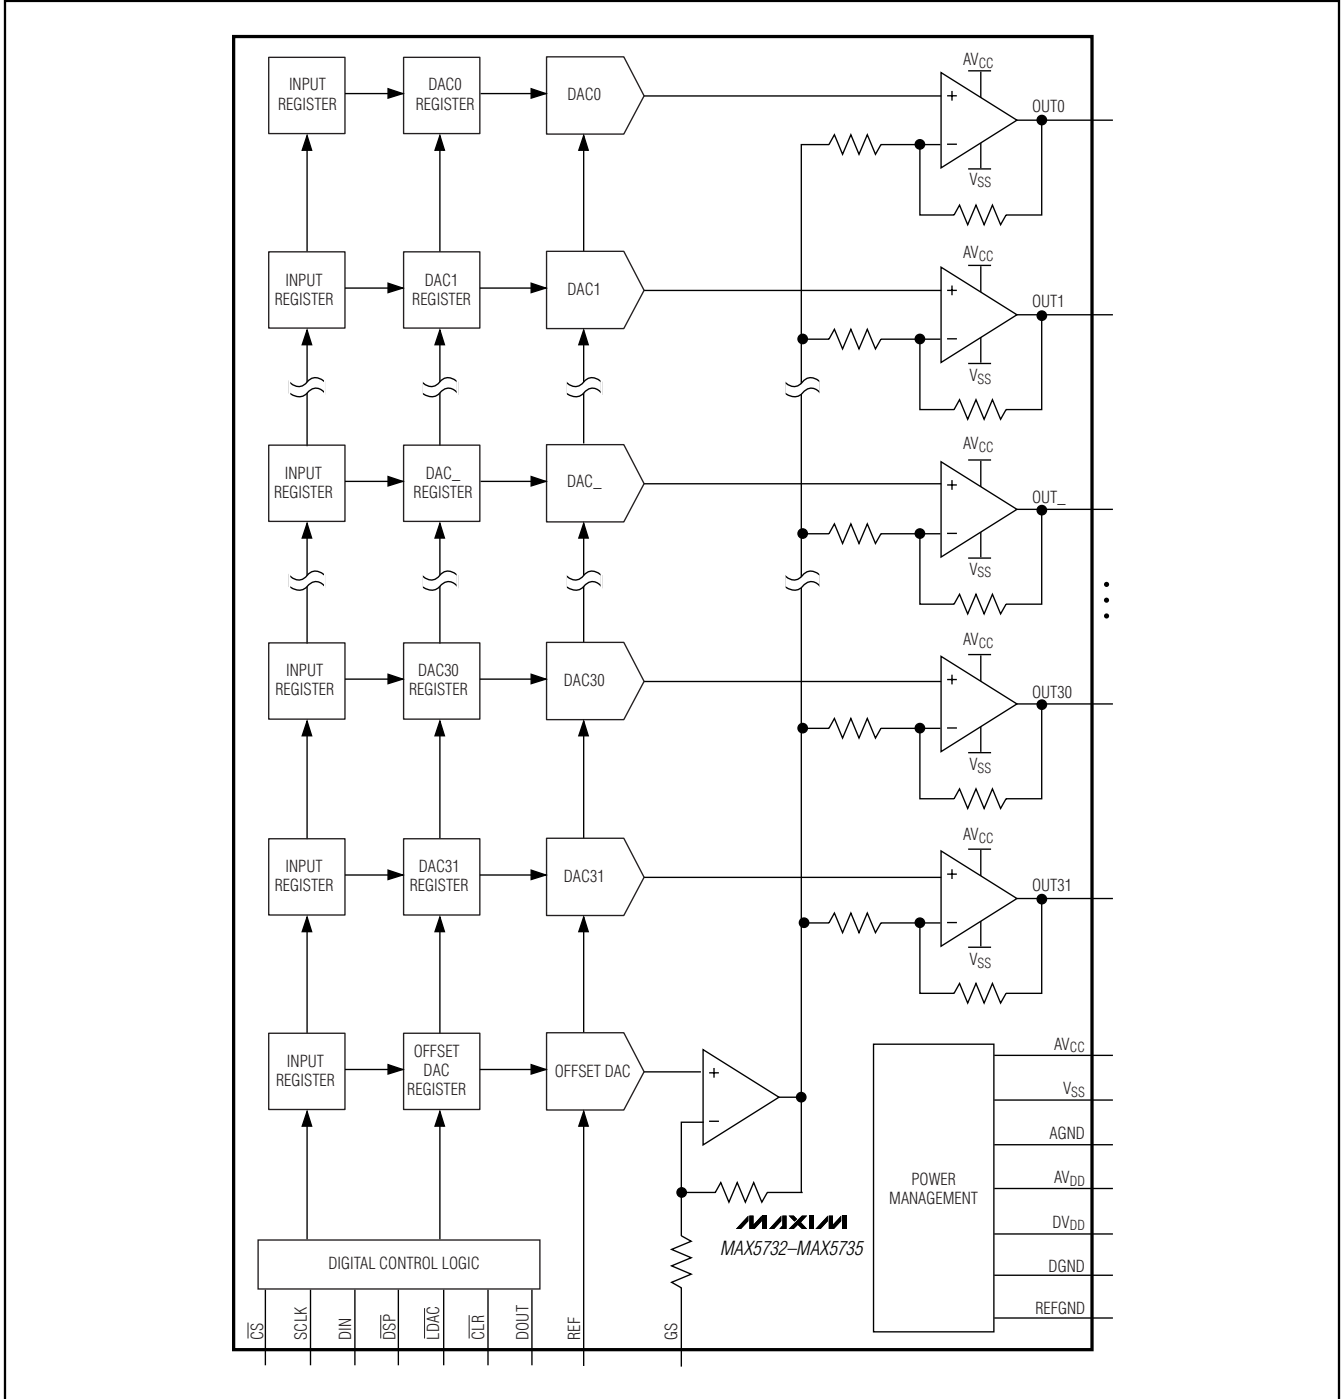 INPUT
REGISTER
DAC0
REGISTER
DAC0
AVCC
+
−
VSS
OUT0
INPUT
REGISTER
DAC1
REGISTER
DAC1
AVCC
+
−
VSS
OUT1
INPUT
REGISTER
DAC_
REGISTER
DAC_
AVCC
+
−
VSS
OUT_
INPUT
REGISTER
DAC30
REGISTER
DAC30
AVCC
+
−
VSS
OUT30
INPUT
REGISTER
DAC31
REGISTER
DAC31
AVCC
+
−
VSS
OUT31
INPUT
REGISTER
OFFSET
DAC
REGISTER
OFFSET DAC
+
−
POWER
MANAGEMENT
AVCC
VSS
AGND
AVDD
DVDD
DGND
REFGND
MAXIM
MAX5732–MAX5735
DIGITAL CONTROL LOGIC
CS
SCLK
DIN
DSP
LDAC
CLR
DOUT
REF
GS